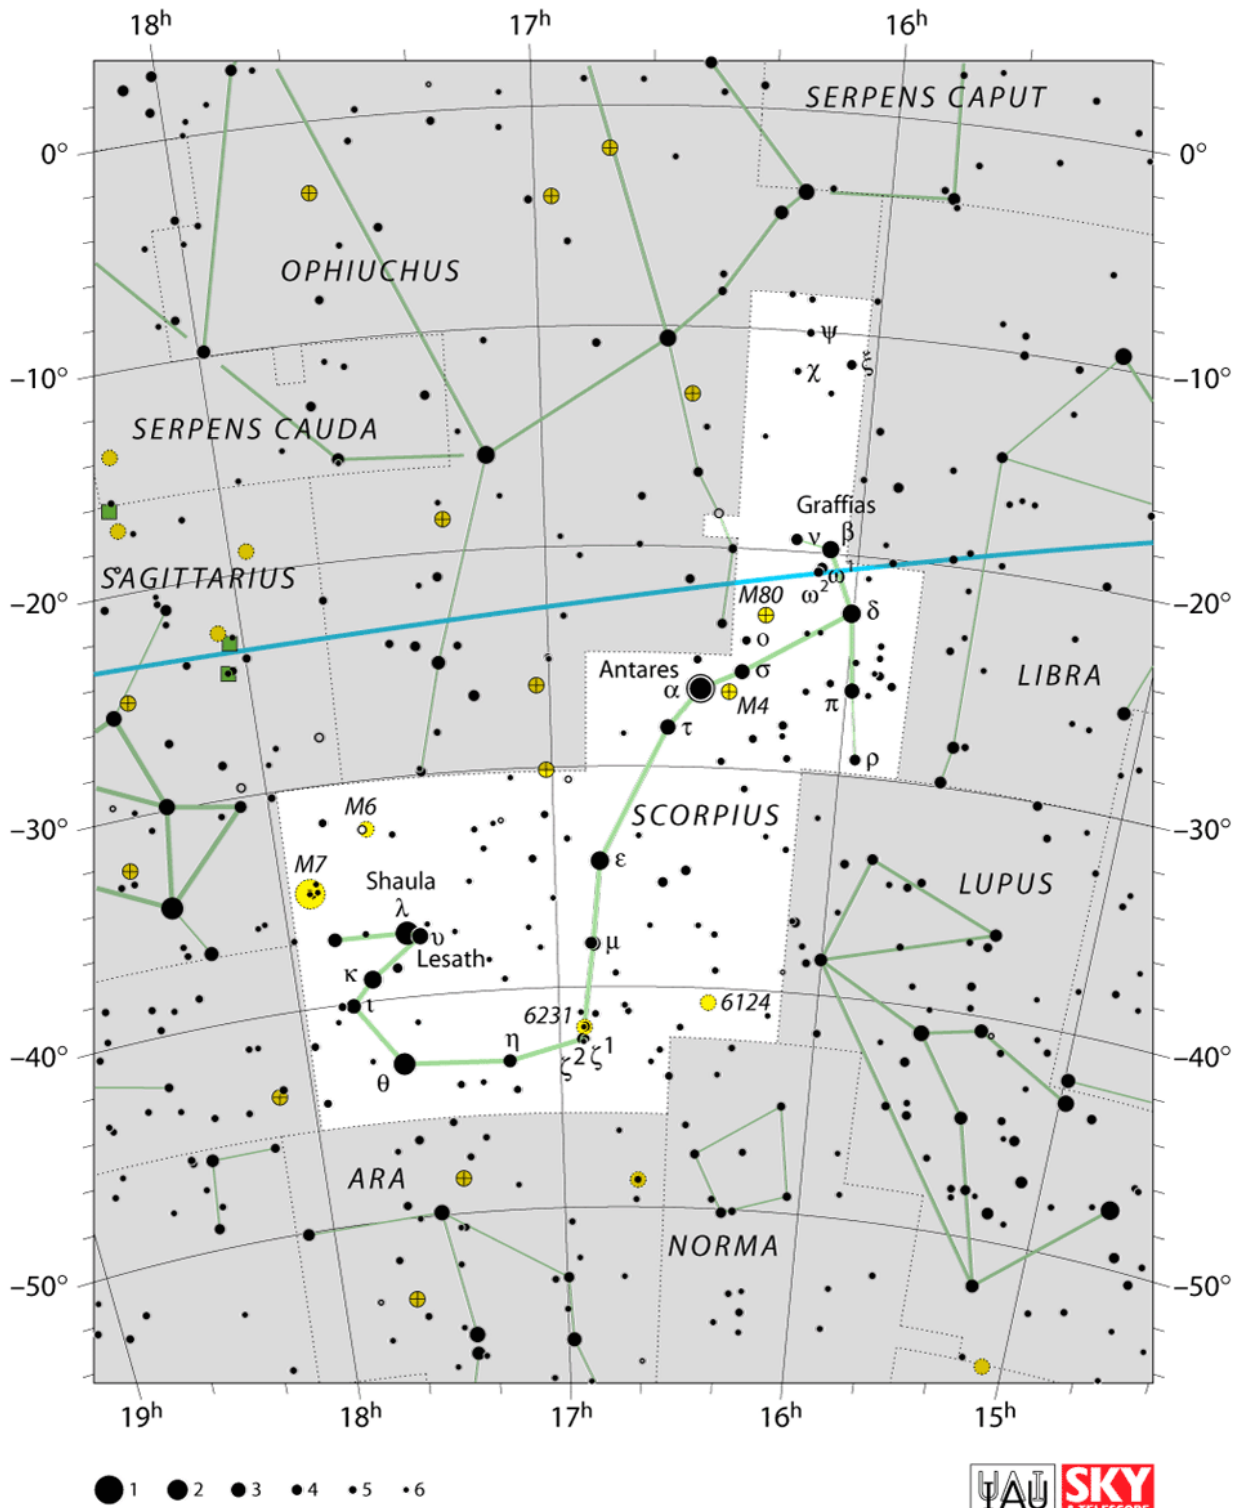 18h 17h 16h
SERPENS CAPUT
0° 0°
OPHIUCHUS
ψ
χ ξ
−10° −10°
SERPENS CAUDA
Graffias
ν β
SAGITTARIUS
ω1
ω2
M80
−20° −20°
δ
ο
Antares σ
α M4 π
LIBRA
τ
ρ
M6 SCORPIUS
−30° −30°
M7
ε
Shaula
LUPUS
λ
υ μ
Lesath
κ
ι
6231 6124
η
ζ2 ζ1
−40° −40°
θ
ARA
NORMA
−50° −50°
19h 18h 17h 16h 15h
1 2 3 4 5 6
IAU SKY
& TELESCOPE